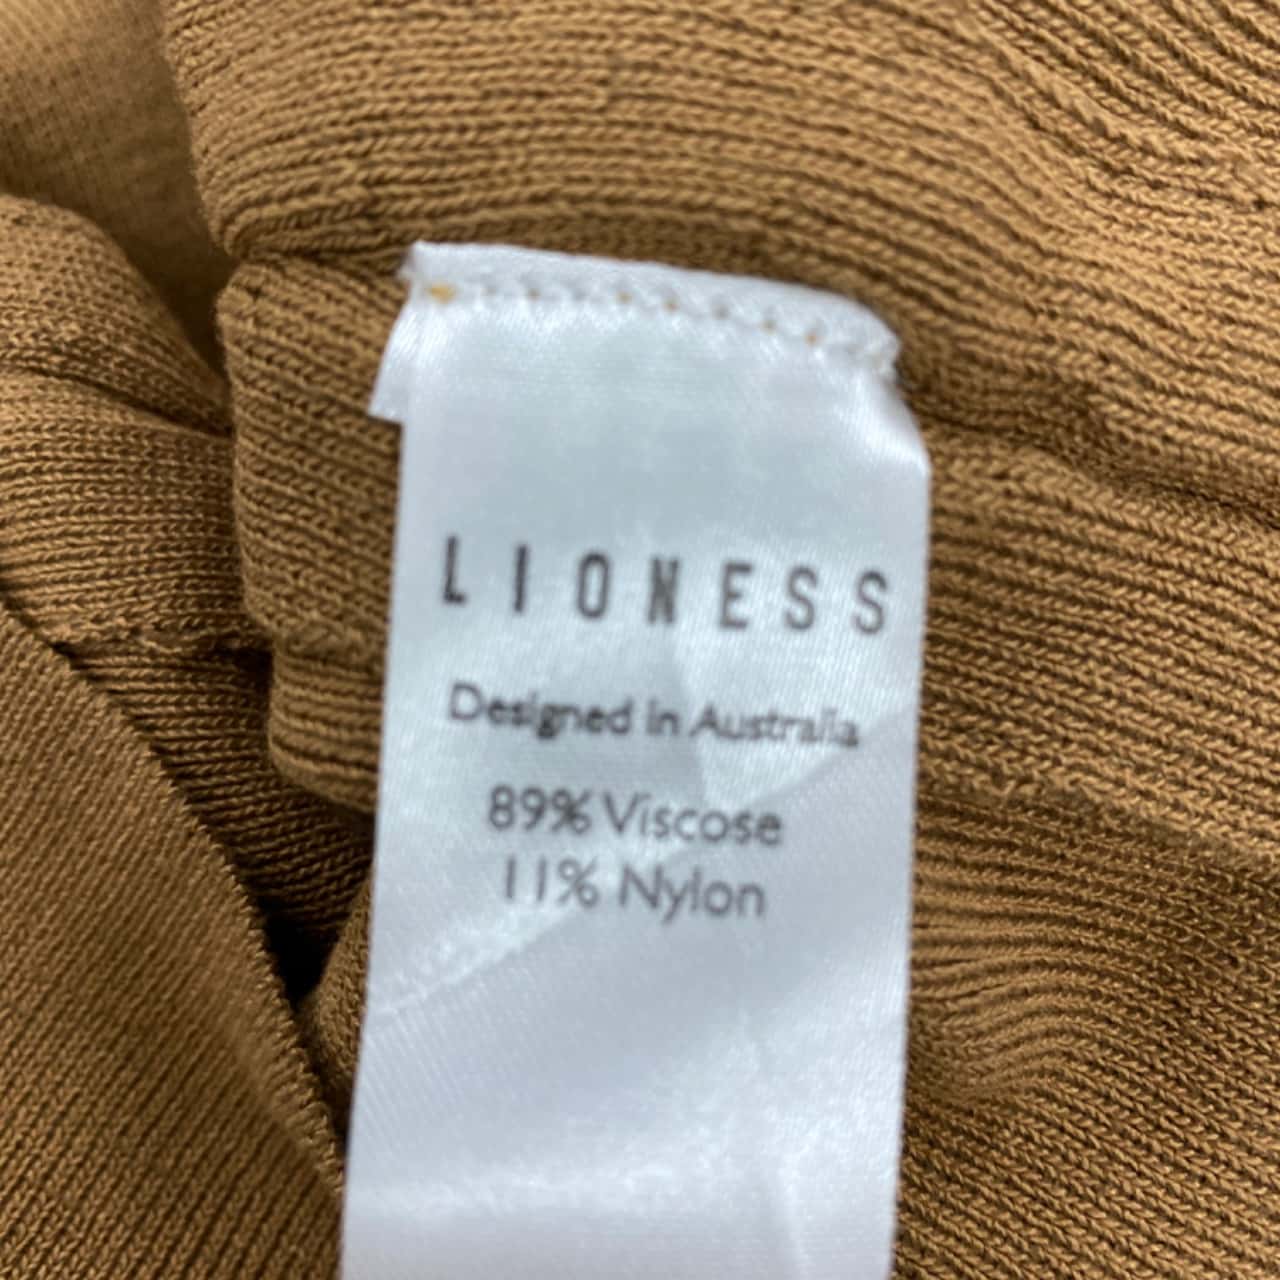 LIONESS
Designed in Australia
89% Viscose
11% Nylon